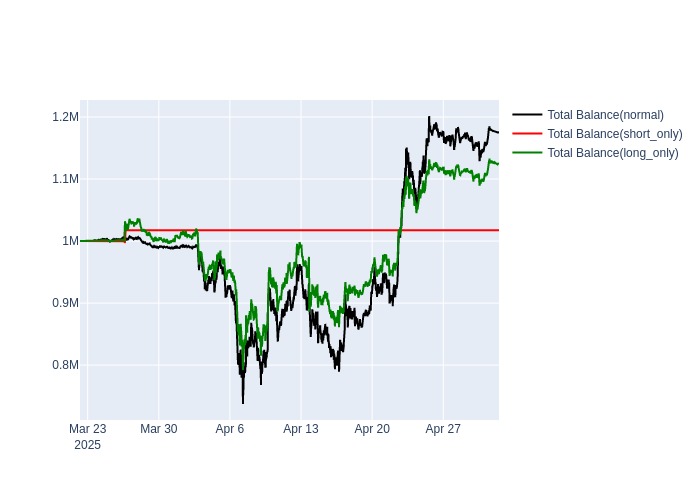 1.2M
1.1M
1M
0.9M
0.8M
Mar 23
2025
Mar 30
Apr 6
Apr 13
Apr 20
Apr 27
Total Balance(normal)
Total Balance(short_only)
Total Balance(long_only)